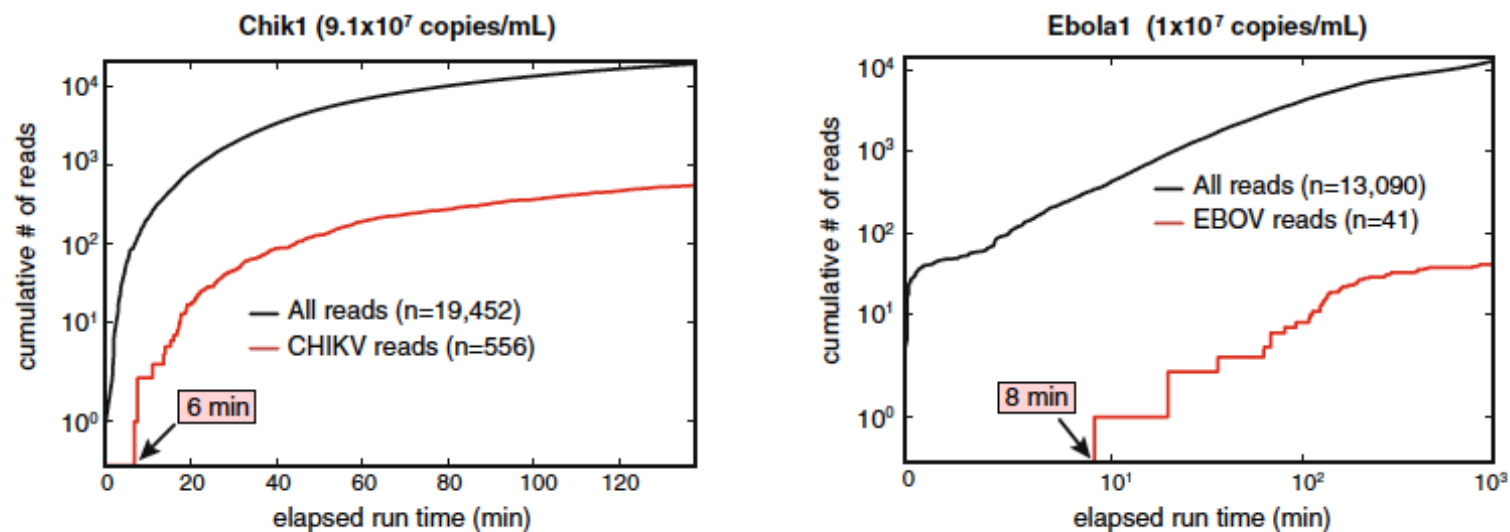 Chik1 (9.1x10⁷ copies/mL)
cumulative # of reads
10⁴
10³
10²
10¹
10⁰
All reads (n=19,452)
CHIKV reads (n=556)
6 min
0 20 40 60 80 100 120
elapsed run time (min)
Ebola1 (1x10⁷ copies/mL)
cumulative # of reads
10⁴
10³
10²
10¹
10⁰
All reads (n=13,090)
EBOV reads (n=41)
8 min
0 10¹ 10² 10³
elapsed run time (min)